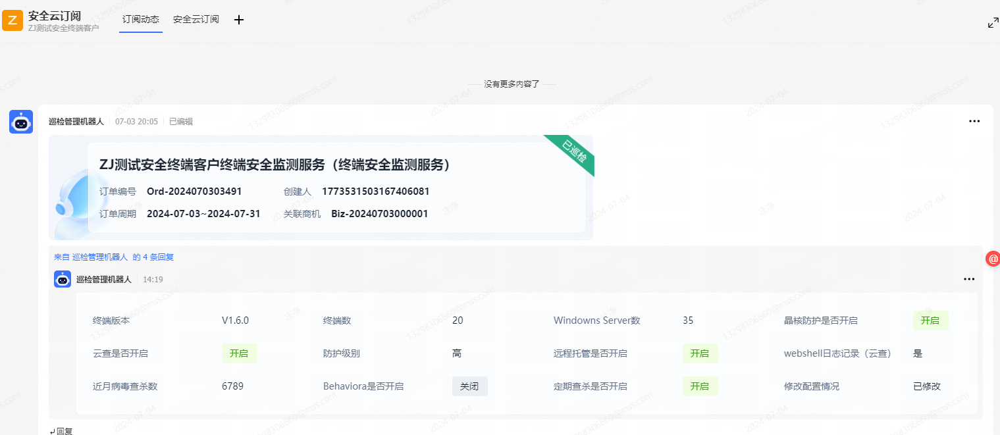 Z
安全云订阅
ZJ测试安全终端客户
订阅动态 安全云订阅
没有更多内容了
巡检管理机器人 07-03 20:05 已编辑
已巡检
ZJ测试安全终端客户终端安全监测服务（终端安全监测服务）
订单编号 Ord-2024070303491 创建人 1773531503167406081
订单周期 2024-07-03~2024-07-31 关联商机 Biz-20240703000001
来自 巡检管理机器人 的 4 条回复
@
巡检管理机器人 14:19
终端版本 V1.6.0 终端数 20 Windowns Server数 35 晶核防护是否开启 开启
云查是否开启 开启 防护级别 高 远程托管是否开启 开启 webshell日志记录（云查） 是
近月病毒查杀数 6789 Behaviora是否开启 关闭 定期查杀是否开启 开启 修改配置情况 已修改
回复
2024-07-04
13298306860@mss.com